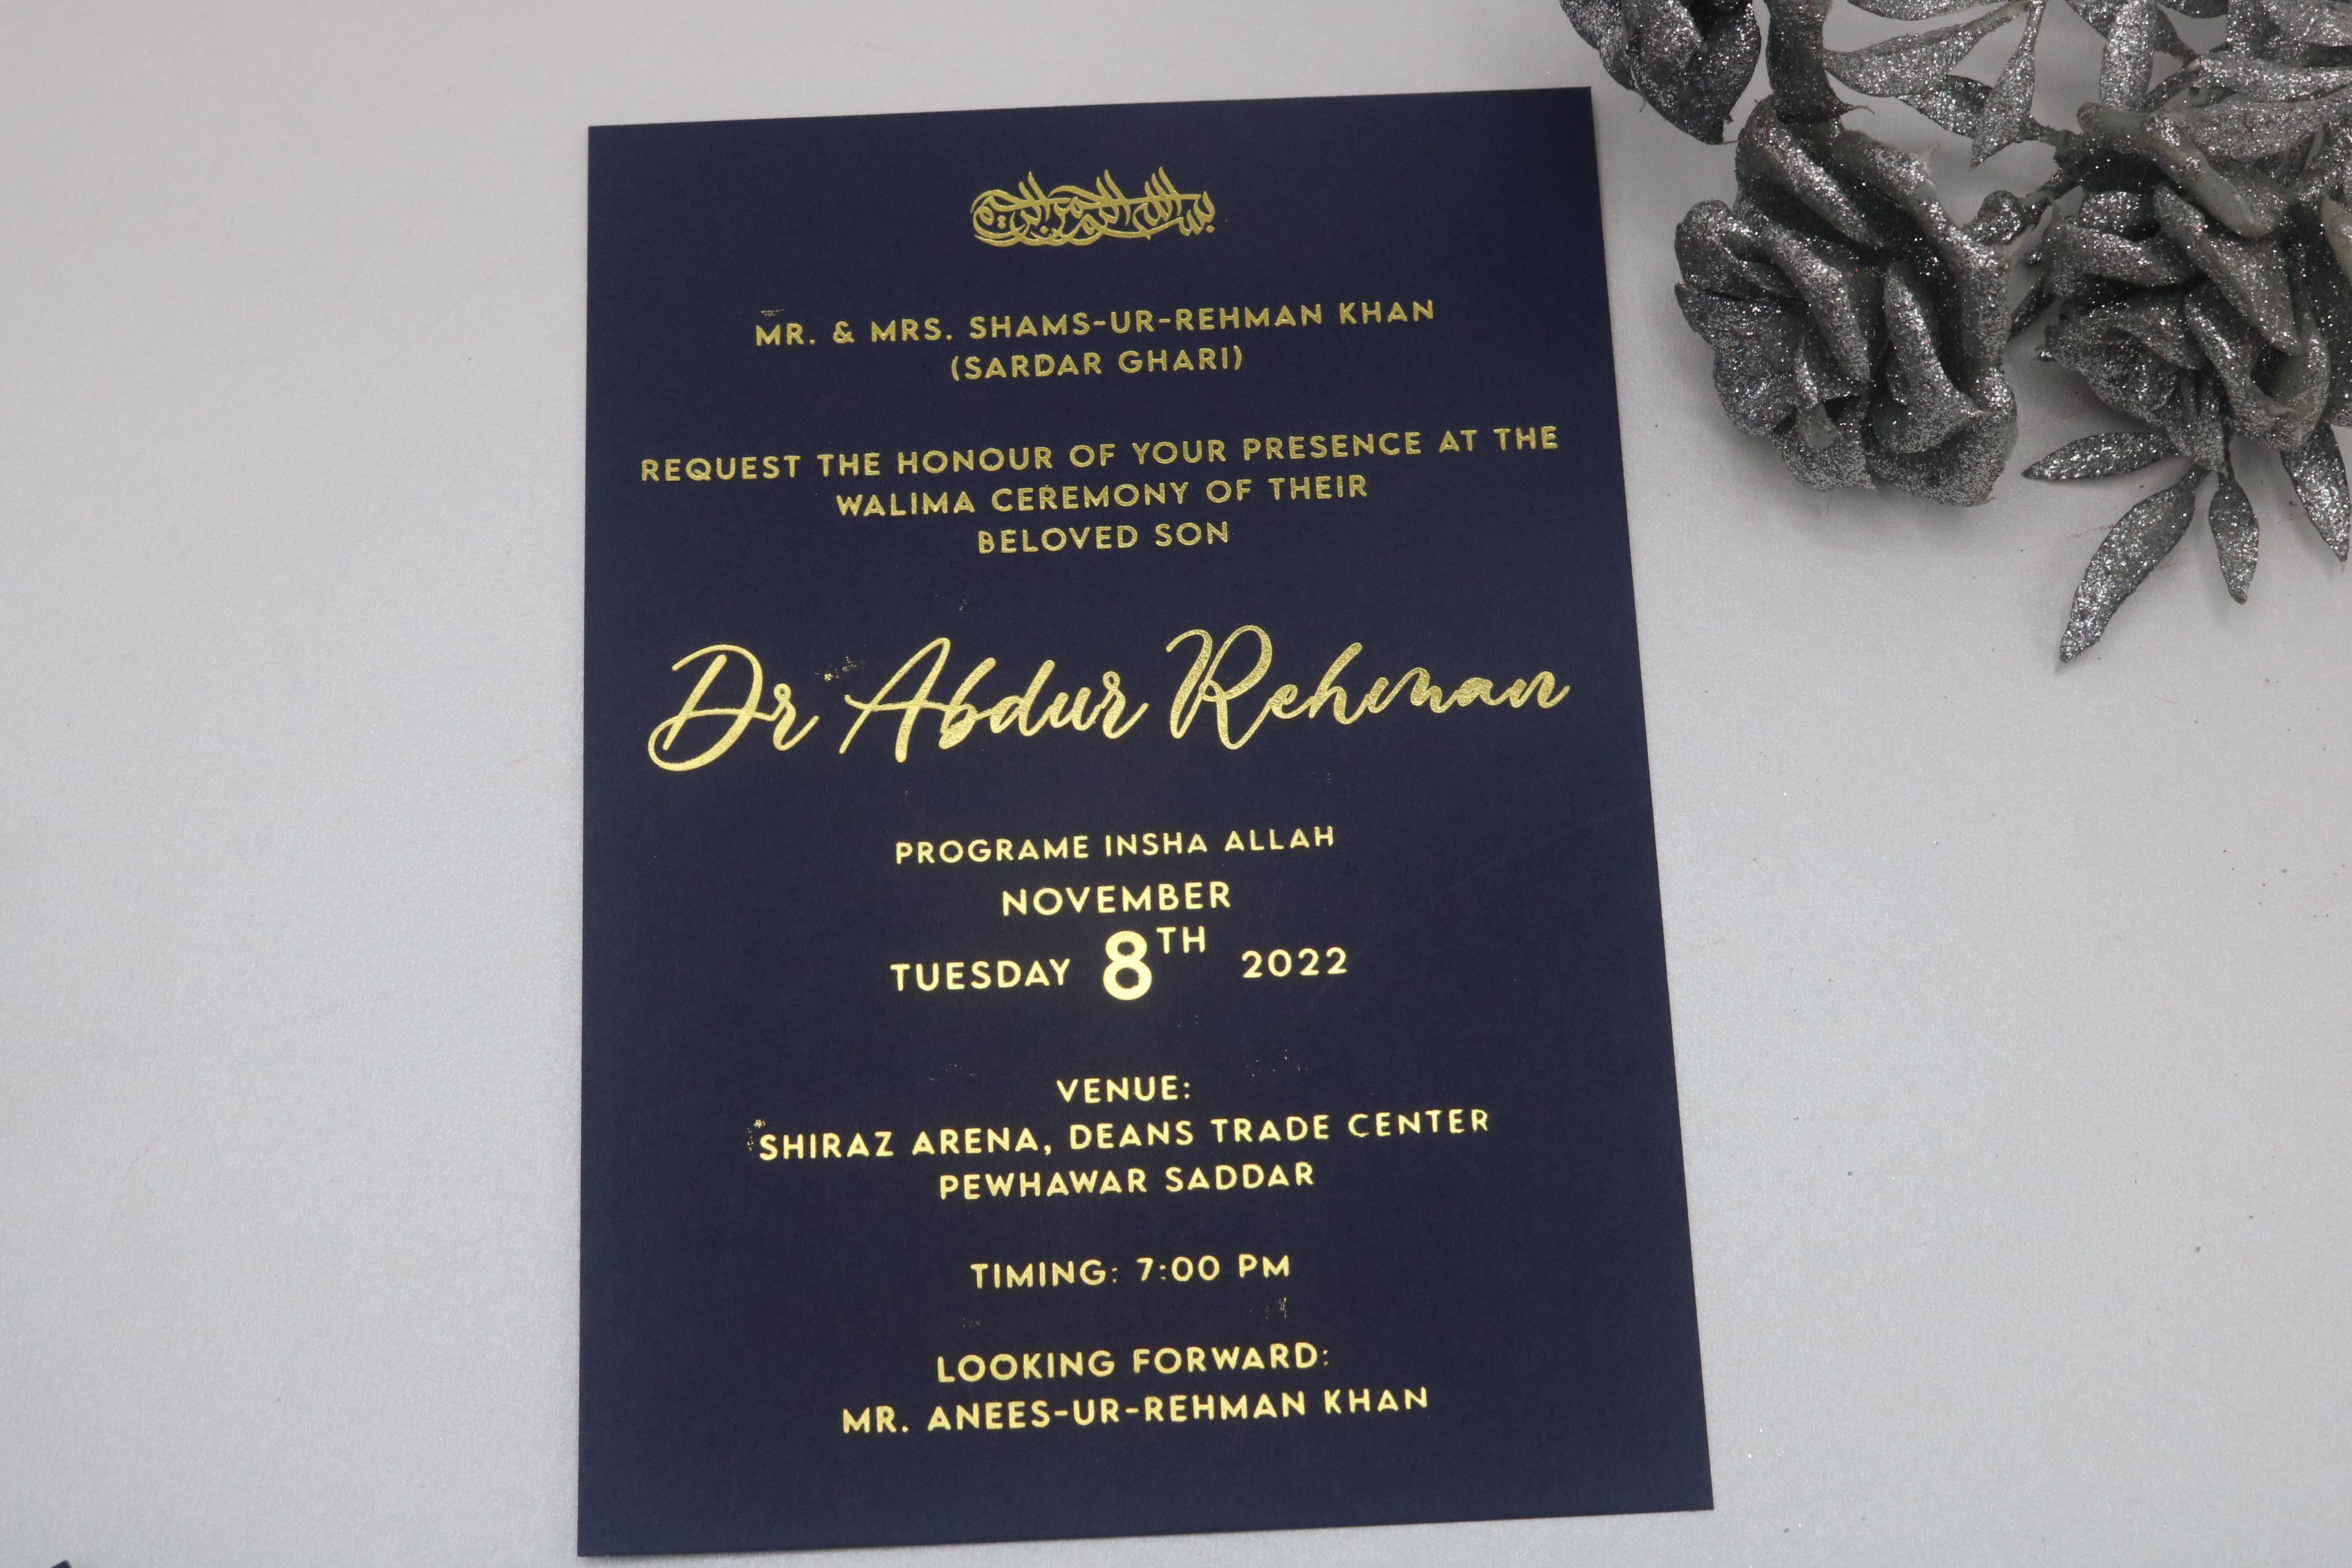 بسم الله الرحمن الرحيم
MR. & MRS. SHAMS-UR-REHMAN KHAN
(SARDAR GHARI)
REQUEST THE HONOUR OF YOUR PRESENCE AT THE
WALIMA CEREMONY OF THEIR
BELOVED SON
Dr Abdur Rehman
PROGRAME INSHA ALLAH
NOVEMBER
TUESDAY 8TH 2022
VENUE:
SHIRAZ ARENA, DEANS TRADE CENTER
PEWHAWAR SADDAR
TIMING: 7:00 PM
LOOKING FORWARD:
MR. ANEES-UR-REHMAN KHAN